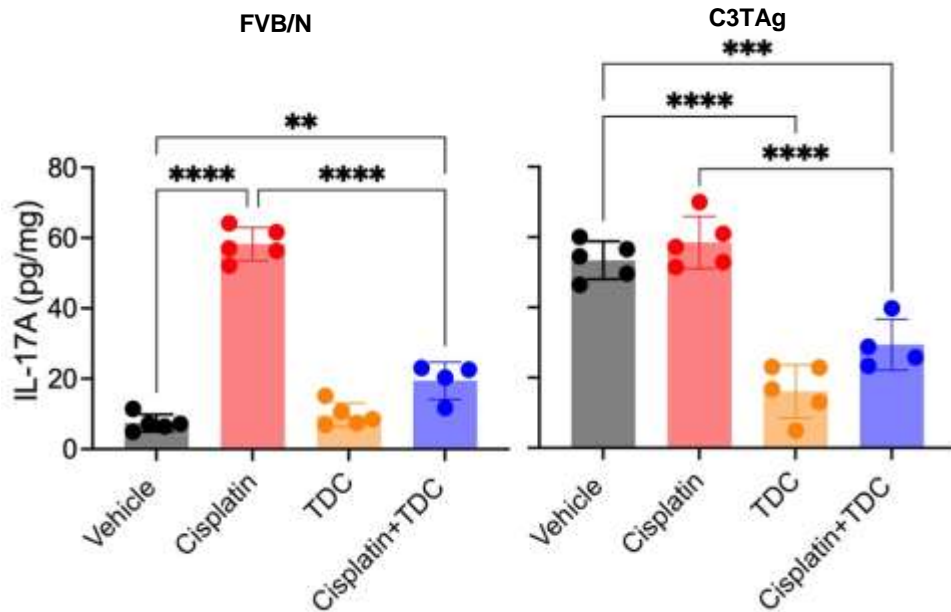 FVB/N
C3TAg
***
****
**
****
****
****
80
60
40
20
0
IL-17A (pg/mg)
Vehicle
Cisplatin
TDC
Cisplatin+TDC
Vehicle
Cisplatin
TDC
Cisplatin+TDC